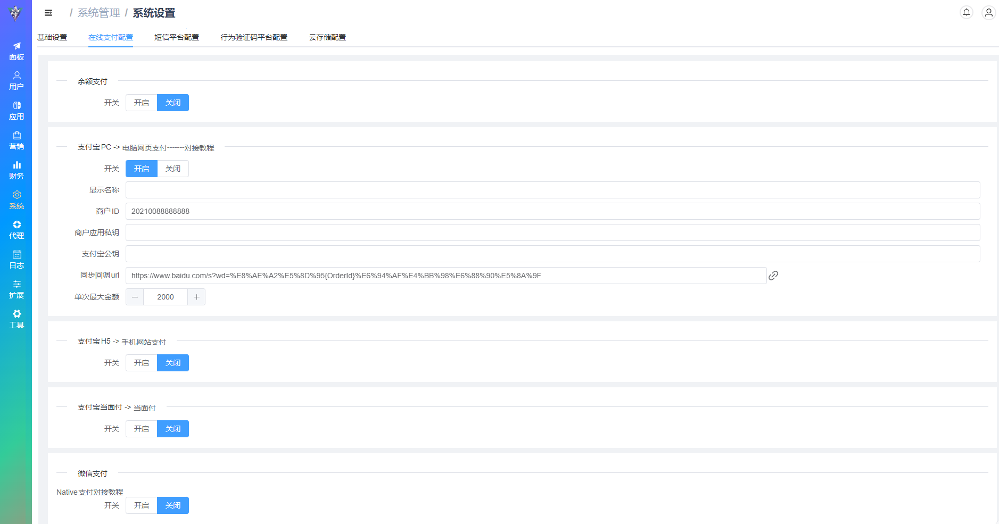 / 系统管理 / 系统设置
基础设置 在线支付配置 短信平台配置 行为验证码平台配置 云存储配置
面板
用户
应用
营销
财务
系统
代理
日志
扩展
工具
余额支付
开关 开启 关闭
支付宝PC -> 电脑网页支付-------对接教程
开关 开启 关闭
显示名称
商户ID 20210088888888
商户应用私钥
支付宝公钥
同步回调url https://www.baidu.com/s?wd=%E8%AE%A2%E5%8D%95{OrderId}%E6%94%AF%E4%BB%98%E6%88%90%E5%8A%9F
单次最大金额 2000
支付宝H5 -> 手机网站支付
开关 开启 关闭
支付宝当面付 -> 当面付
开关 开启 关闭
微信支付
Native支付对接教程
开关 开启 关闭